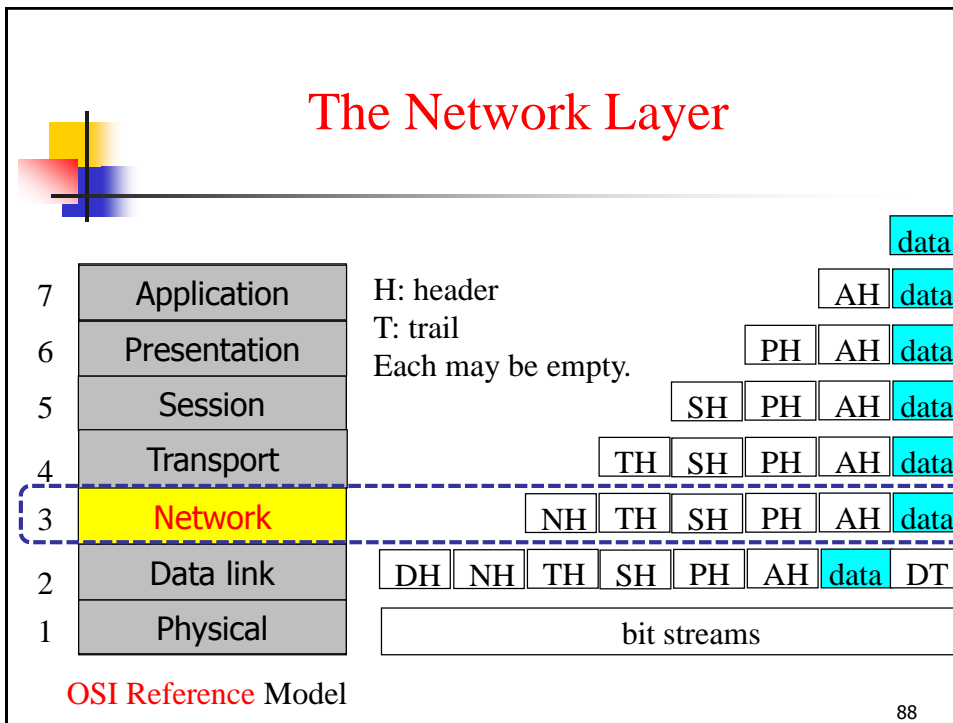 The Network Layer
data
7 Application H: header AH data
T: trail
6 Presentation Each may be empty. PH AH data
5 Session SH PH AH data
4 Transport TH SH PH AH data
3 Network NH TH SH PH AH data
2 Data link DH NH TH SH PH AH data DT
1 Physical bit streams
OSI Reference Model
88